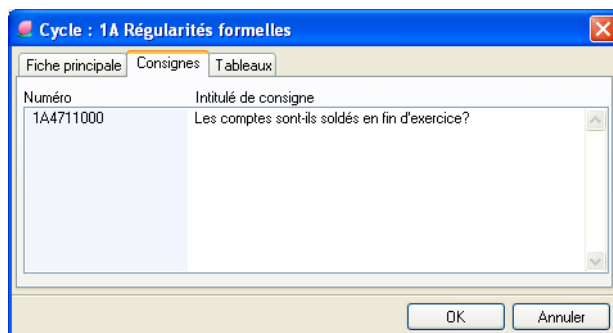 Cycle : 1A Régularités formelles
Fiche principale Consignes Tableaux
Numéro Intitulé de consigne
1A4711000 Les comptes sont-ils soldés en fin d'exercice?
OK Annuler